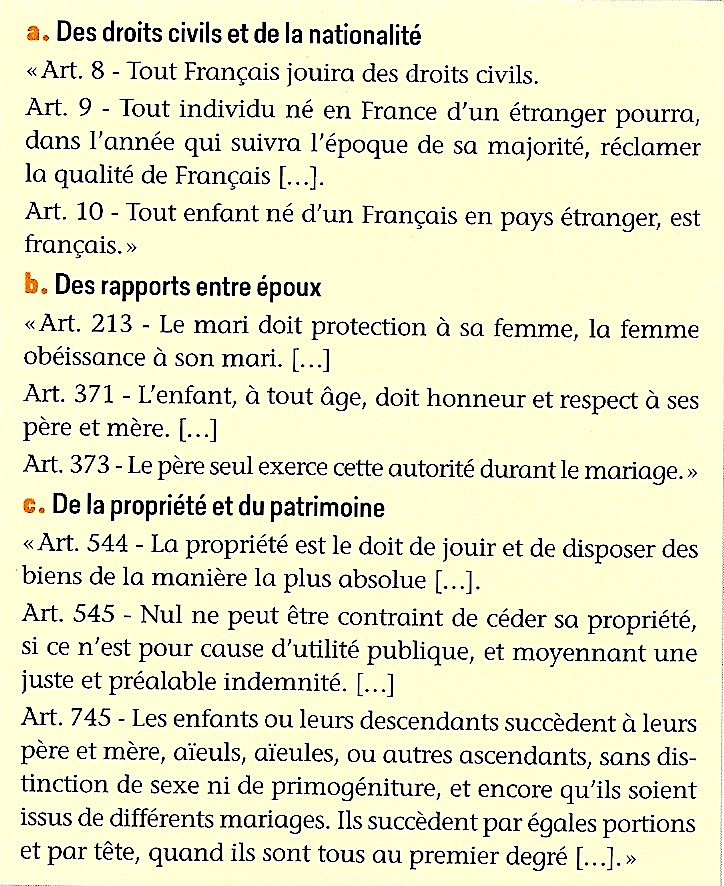 a. Des droits civils et de la nationalité
« Art. 8 - Tout Français jouira des droits civils.
Art. 9 - Tout individu né en France d'un étranger pourra,
dans l'année qui suivra l'époque de sa majorité, réclamer
la qualité de Français [...].
Art. 10 - Tout enfant né d'un Français en pays étranger, est
français. »
b. Des rapports entre époux
« Art. 213 - Le mari doit protection à sa femme, la femme
obéissance à son mari. [...]
Art. 371 - L'enfant, à tout âge, doit honneur et respect à ses
père et mère. [...]
Art. 373 - Le père seul exerce cette autorité durant le mariage. »
c. De la propriété et du patrimoine
« Art. 544 - La propriété est le doit de jouir et de disposer des
biens de la manière la plus absolue [...].
Art. 545 - Nul ne peut être contraint de céder sa propriété,
si ce n'est pour cause d'utilité publique, et moyennant une
juste et préalable indemnité. [...]
Art. 745 - Les enfants ou leurs descendants succèdent à leurs
père et mère, aïeuls, aïeules, ou autres ascendants, sans dis-
tinction de sexe ni de primogéniture, et encore qu'ils soient
issus de différents mariages. Ils succèdent par égales portions
et par tête, quand ils sont tous au premier degré [...]. »